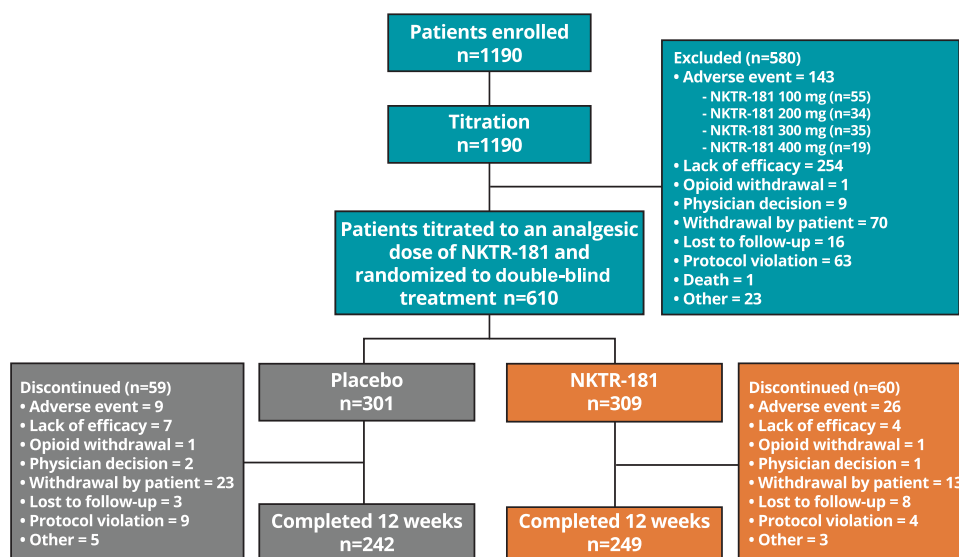 Patients enrolled
n=1190
Titration
n=1190
Excluded (n=580)
• Adverse event = 143
- NKTR-181 100 mg (n=55)
- NKTR-181 200 mg (n=34)
- NKTR-181 300 mg (n=35)
- NKTR-181 400 mg (n=19)
• Lack of efficacy = 254
• Opioid withdrawal = 1
• Physician decision = 9
• Withdrawal by patient = 70
• Lost to follow-up = 16
• Protocol violation = 63
• Death = 1
• Other = 23
Patients titrated to an analgesic
dose of NKTR-181 and
randomized to double-blind
treatment n=610
Discontinued (n=59)
• Adverse event = 9
• Lack of efficacy = 7
• Opioid withdrawal = 1
• Physician decision = 2
• Withdrawal by patient = 23
• Lost to follow-up = 3
• Protocol violation = 9
• Other = 5
Placebo
n=301
NKTR-181
n=309
Discontinued (n=60)
• Adverse event = 26
• Lack of efficacy = 4
• Opioid withdrawal = 1
• Physician decision = 1
• Withdrawal by patient = 13
• Lost to follow-up = 8
• Protocol violation = 4
• Other = 3
Completed 12 weeks
n=242
Completed 12 weeks
n=249